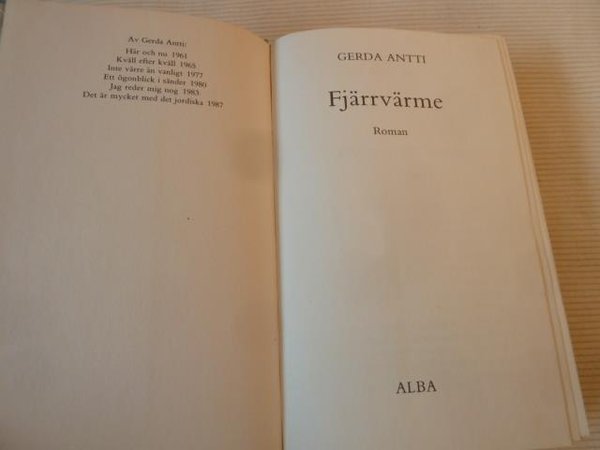 Av Gerda Antti:
Här och nu 1961
Kväll efter kväll 1965
Inte värre än vanligt 1977
Ett ögonblick i sänder 1980
Jag reder mig nog 1983
Det är mycket med det jordiska 1987
GERDA ANTTI
Fjärrvärme
Roman
ALBA